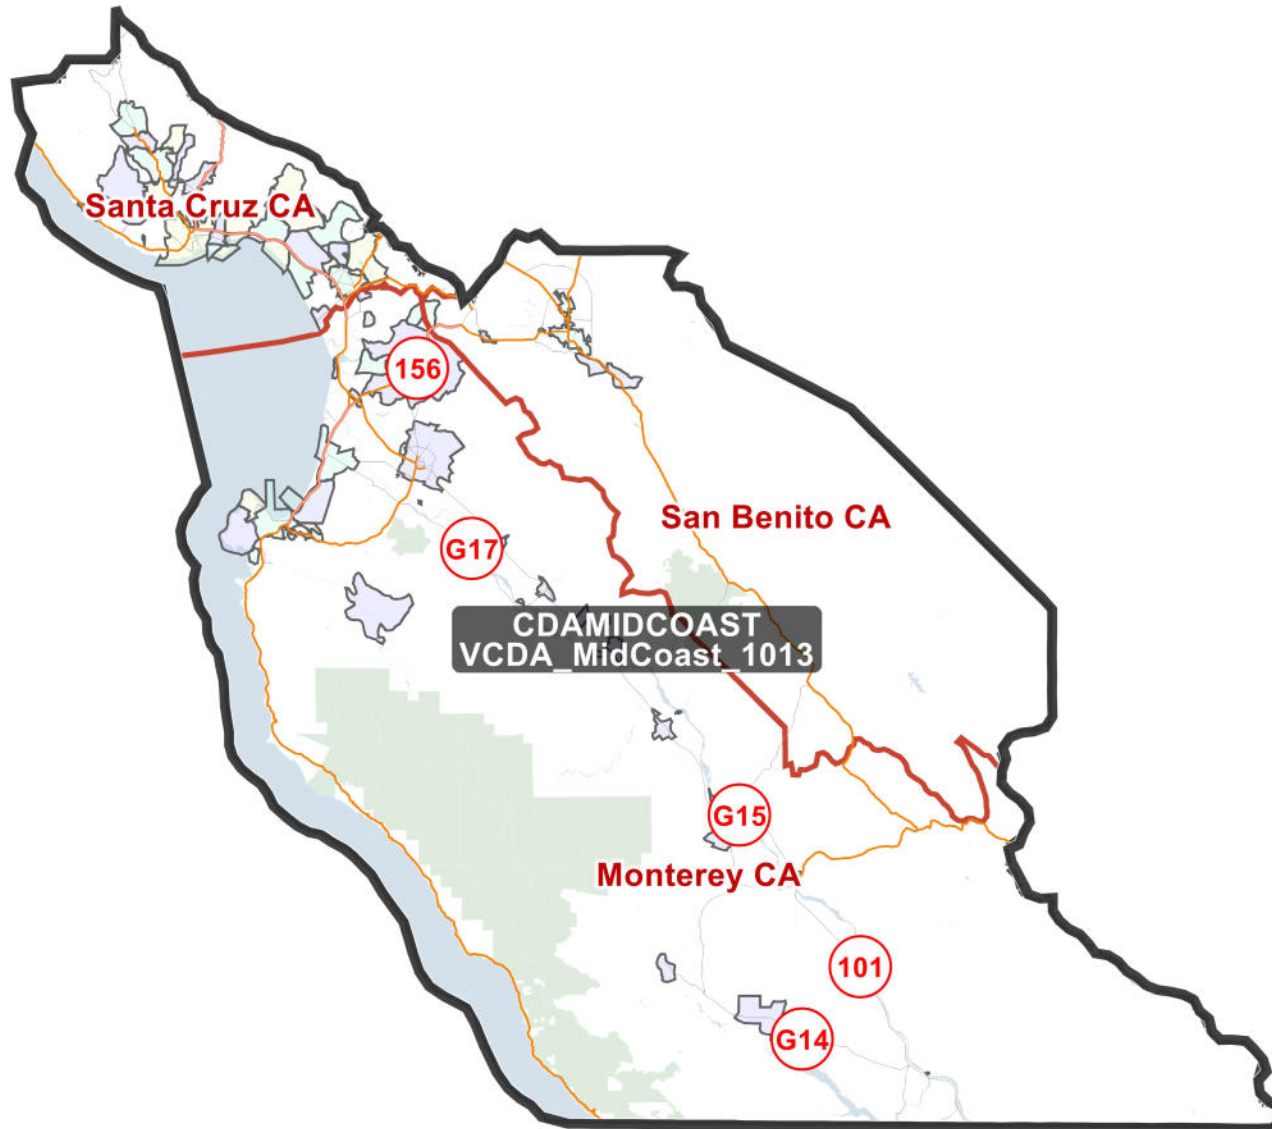 Santa Cruz CA
156
San Benito CA
G17
CDAMIDCOAST
VCDA_MidCoast_1013
G15
Monterey CA
101
G14